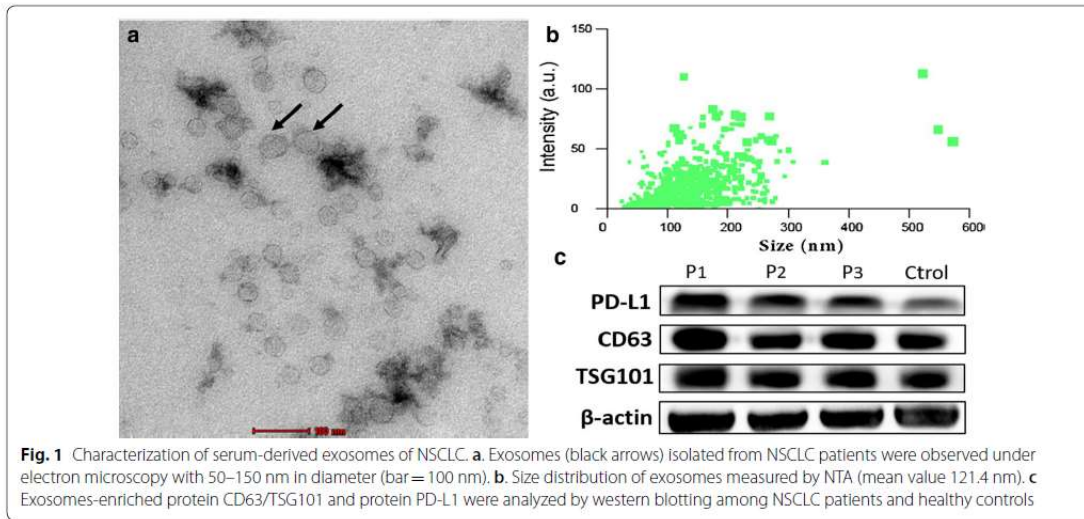 a
100 nm
b
150
100
50
0
Intensity (a.u.)
0 100 200 300 400 500 600
Size (nm)
c
P1 P2 P3 Ctrol
PD-L1
CD63
TSG101
β-actin
Fig. 1 Characterization of serum-derived exosomes of NSCLC. a. Exosomes (black arrows) isolated from NSCLC patients were observed under
electron microscopy with 50–150 nm in diameter (bar = 100 nm). b. Size distribution of exosomes measured by NTA (mean value 121.4 nm). c
Exosomes-enriched protein CD63/TSG101 and protein PD-L1 were analyzed by western blotting among NSCLC patients and healthy controls